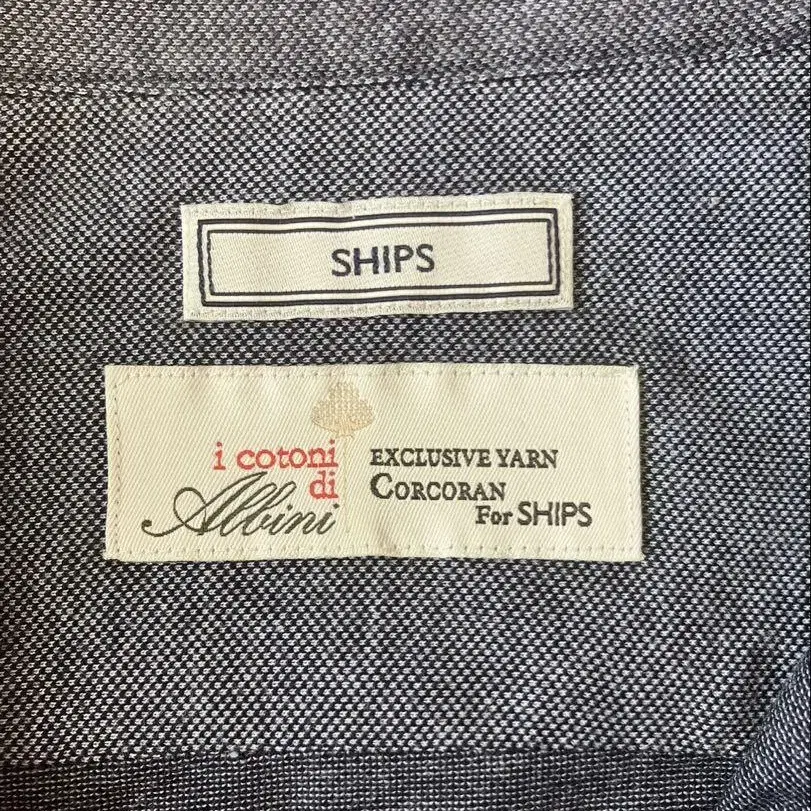 SHIPS
i cotoni
di
Albini
EXCLUSIVE YARN
CORCORAN
For SHIPS